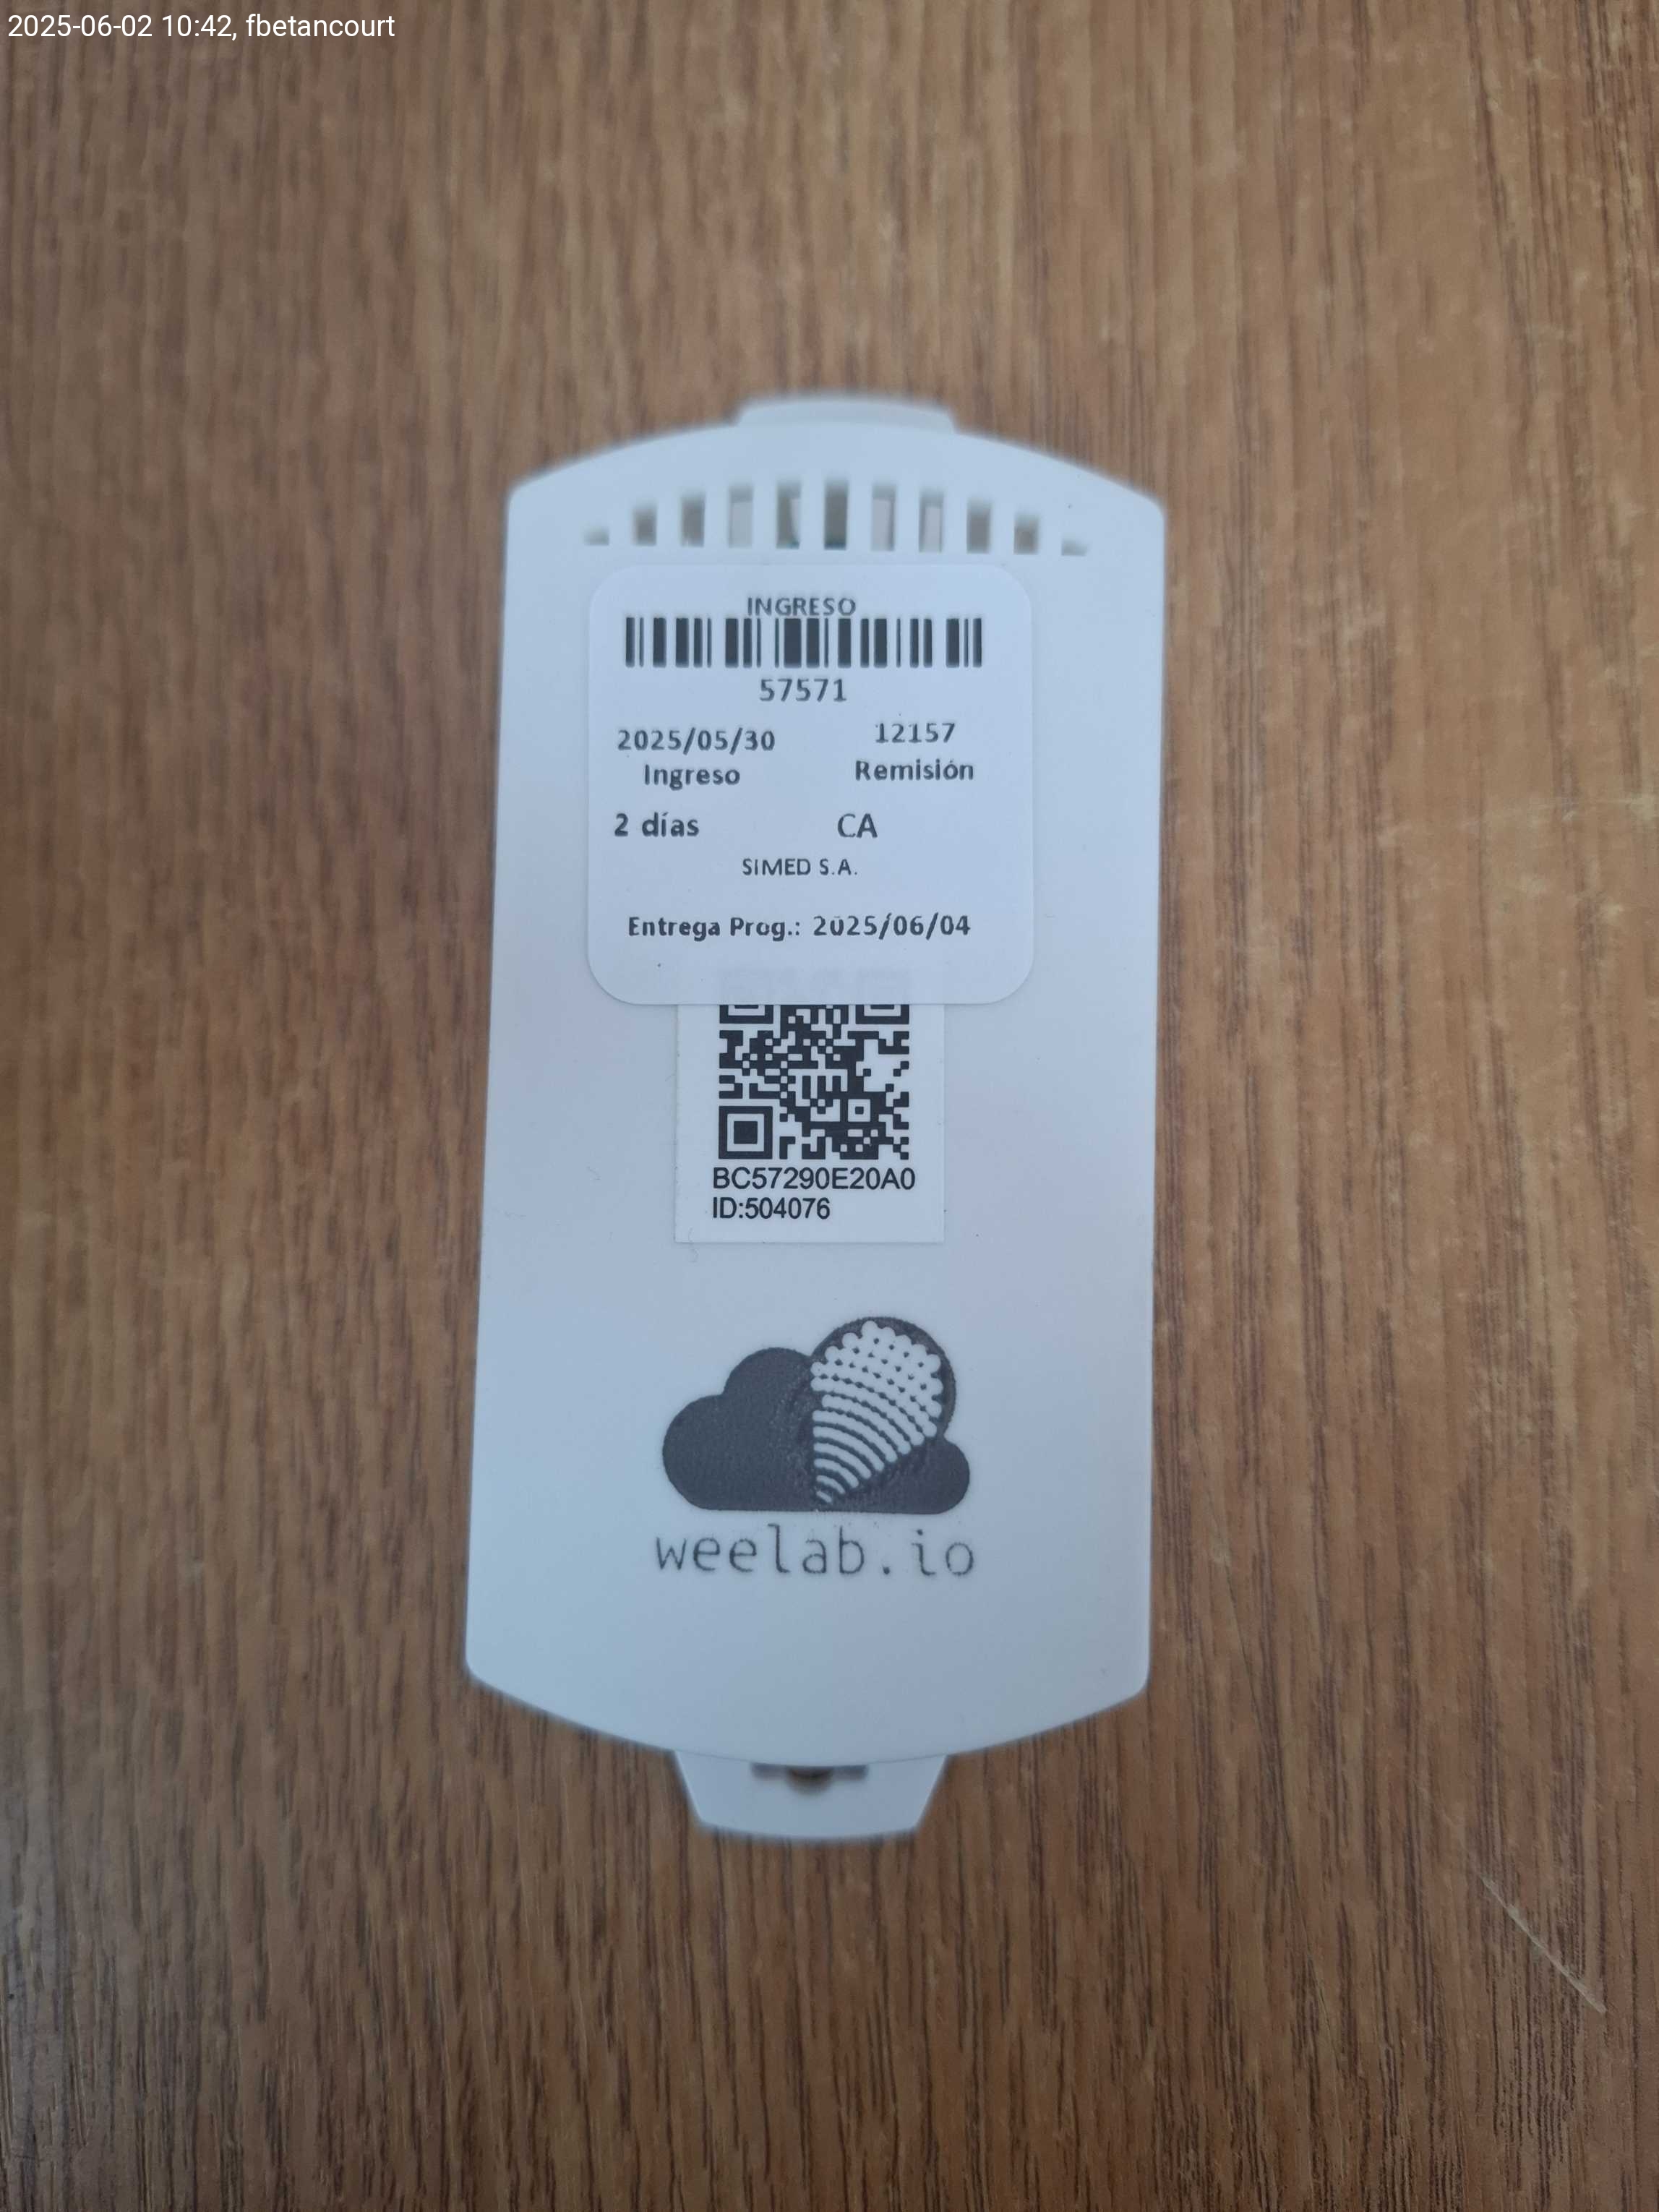 2025-06-02 10:42, fbetancourt
INGRESO
57571
2025/05/30 12157
Ingreso Remisión
2 días CA
SIMED S.A.
Entrega Prog.: 2025/06/04
BC57290E20A0
ID:504076
weelab.io